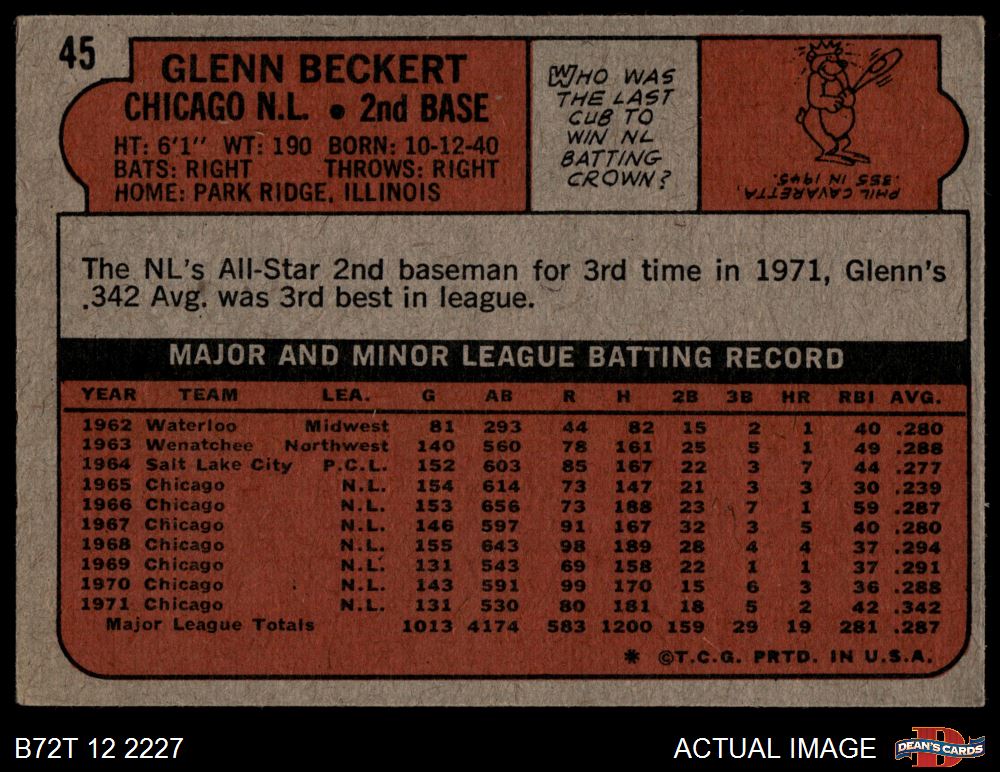 45
GLENN BECKERT
CHICAGO N.L. • 2nd BASE
HT: 6'1" WT: 190 BORN: 10-12-40
BATS: RIGHT THROWS: RIGHT
HOME: PARK RIDGE, ILLINOIS
WHO WAS
THE LAST
CUB TO
WIN NL
BATTING
CROWN?
PHIL CAVARETTA,
.355 IN 1945.
The NL's All-Star 2nd baseman for 3rd time in 1971, Glenn's
.342 Avg. was 3rd best in league.
MAJOR AND MINOR LEAGUE BATTING RECORD
YEAR TEAM LEA. G AB R H 2B 3B HR RBI AVG.
1962 Waterloo Midwest 81 293 44 82 15 2 1 40 .280
1963 Wenatchee Northwest 140 560 78 161 25 5 1 49 .288
1964 Salt Lake City P.C.L. 152 603 85 167 22 3 7 44 .277
1965 Chicago N.L. 154 614 73 147 21 3 3 30 .239
1966 Chicago N.L. 153 656 73 188 23 7 1 59 .287
1967 Chicago N.L. 146 597 91 167 32 3 5 40 .280
1968 Chicago N.L. 155 643 98 189 28 4 4 37 .294
1969 Chicago N.L. 131 543 69 158 22 1 1 37 .291
1970 Chicago N.L. 143 591 99 170 15 6 3 36 .288
1971 Chicago N.L. 131 530 80 181 18 5 2 42 .342
Major League Totals 1013 4174 583 1200 159 29 19 281 .287
* ©T.C.G. PRTD. IN U.S.A.
B72T 12 2227
ACTUAL IMAGE
DEAN'S CARDS